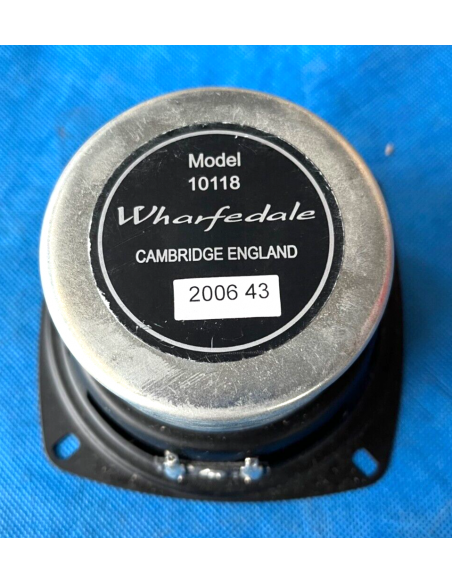 Model
10118
Wharfedale
CAMBRIDGE ENGLAND
2006 43